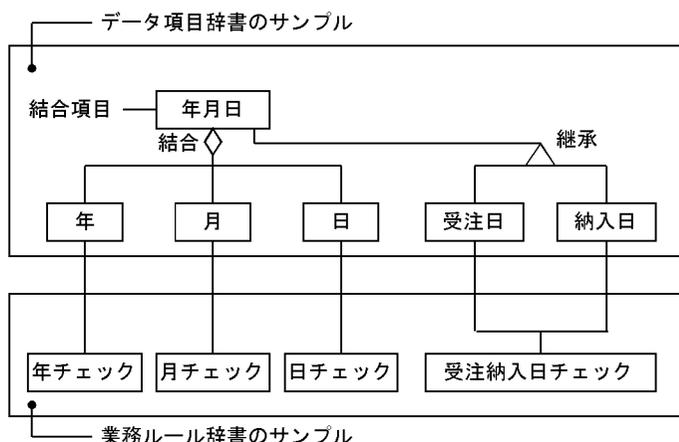 データ項目辞書のサンプル
結合項目
年月日
結合
継承
年
月
日
受注日
納入日
年チェック
月チェック
日チェック
受注納入日チェック
業務ルール辞書のサンプル